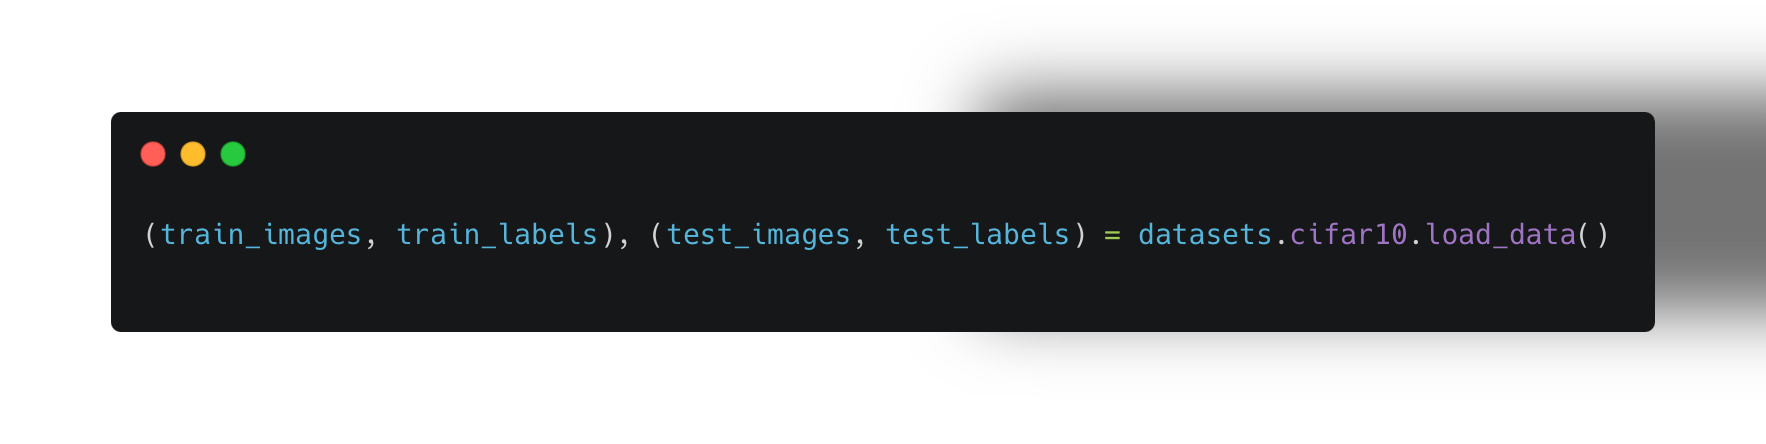 (train_images, train_labels), (test_images, test_labels) = datasets.cifar10.load_data()